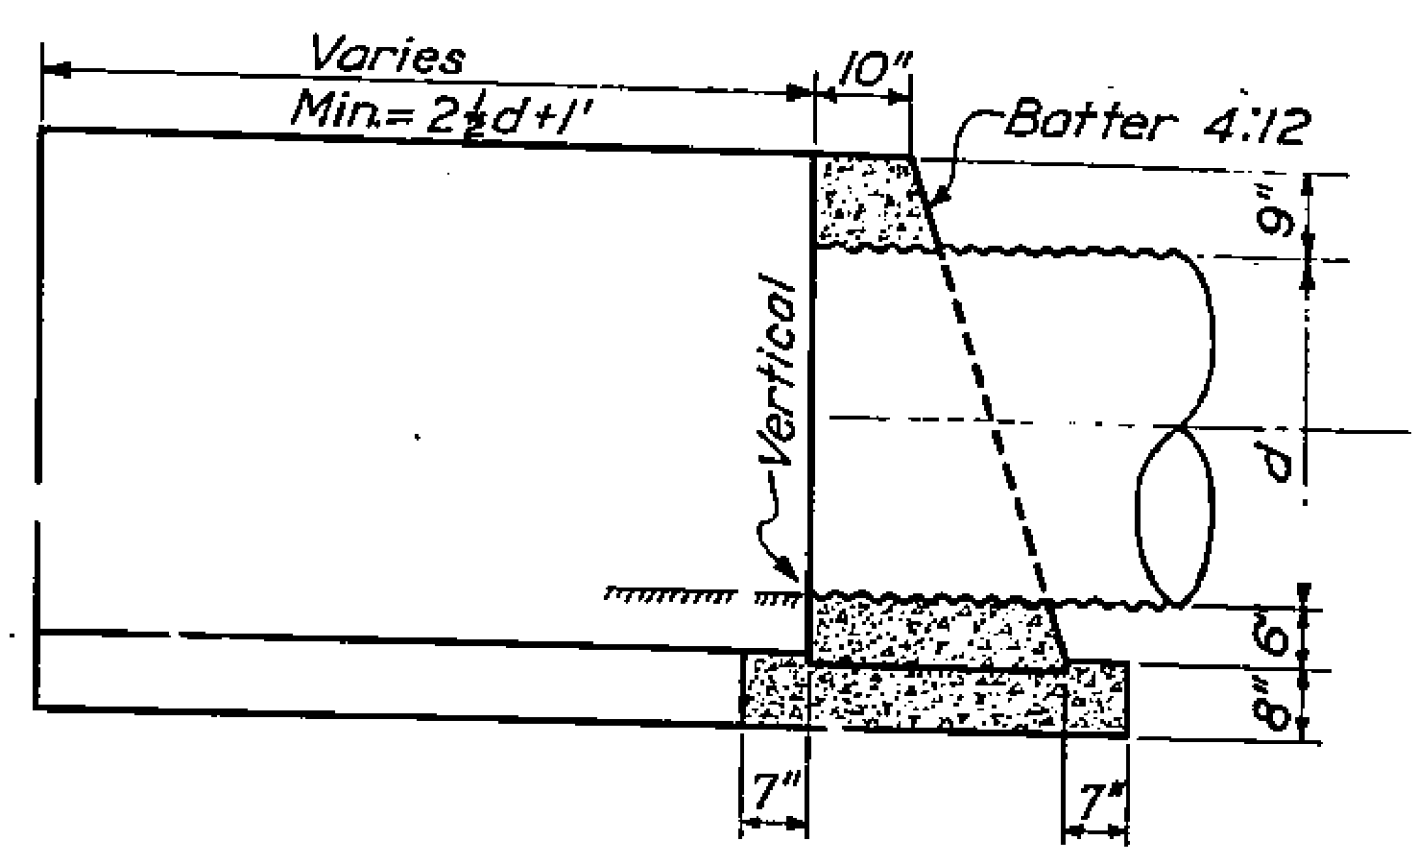 Varies
Min.= 2½d+1'
10"
Batter 4:12
9"
Vertical
d
6"
8"
7"
7"